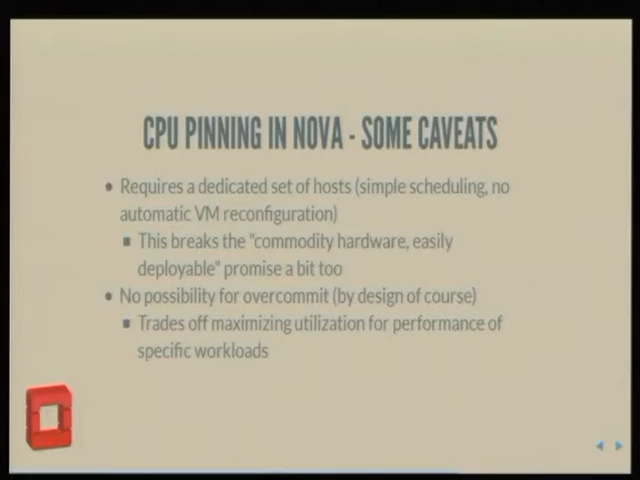 CPU PINNING IN NOVA - SOME CAVEATS
Requires a dedicated set of hosts (simple scheduling, no
automatic VM reconfiguration)
This breaks the "commodity hardware, easily
deployable" promise a bit too
No possibility for overcommit (by design of course)
Trades off maximizing utilization for performance of
specific workloads